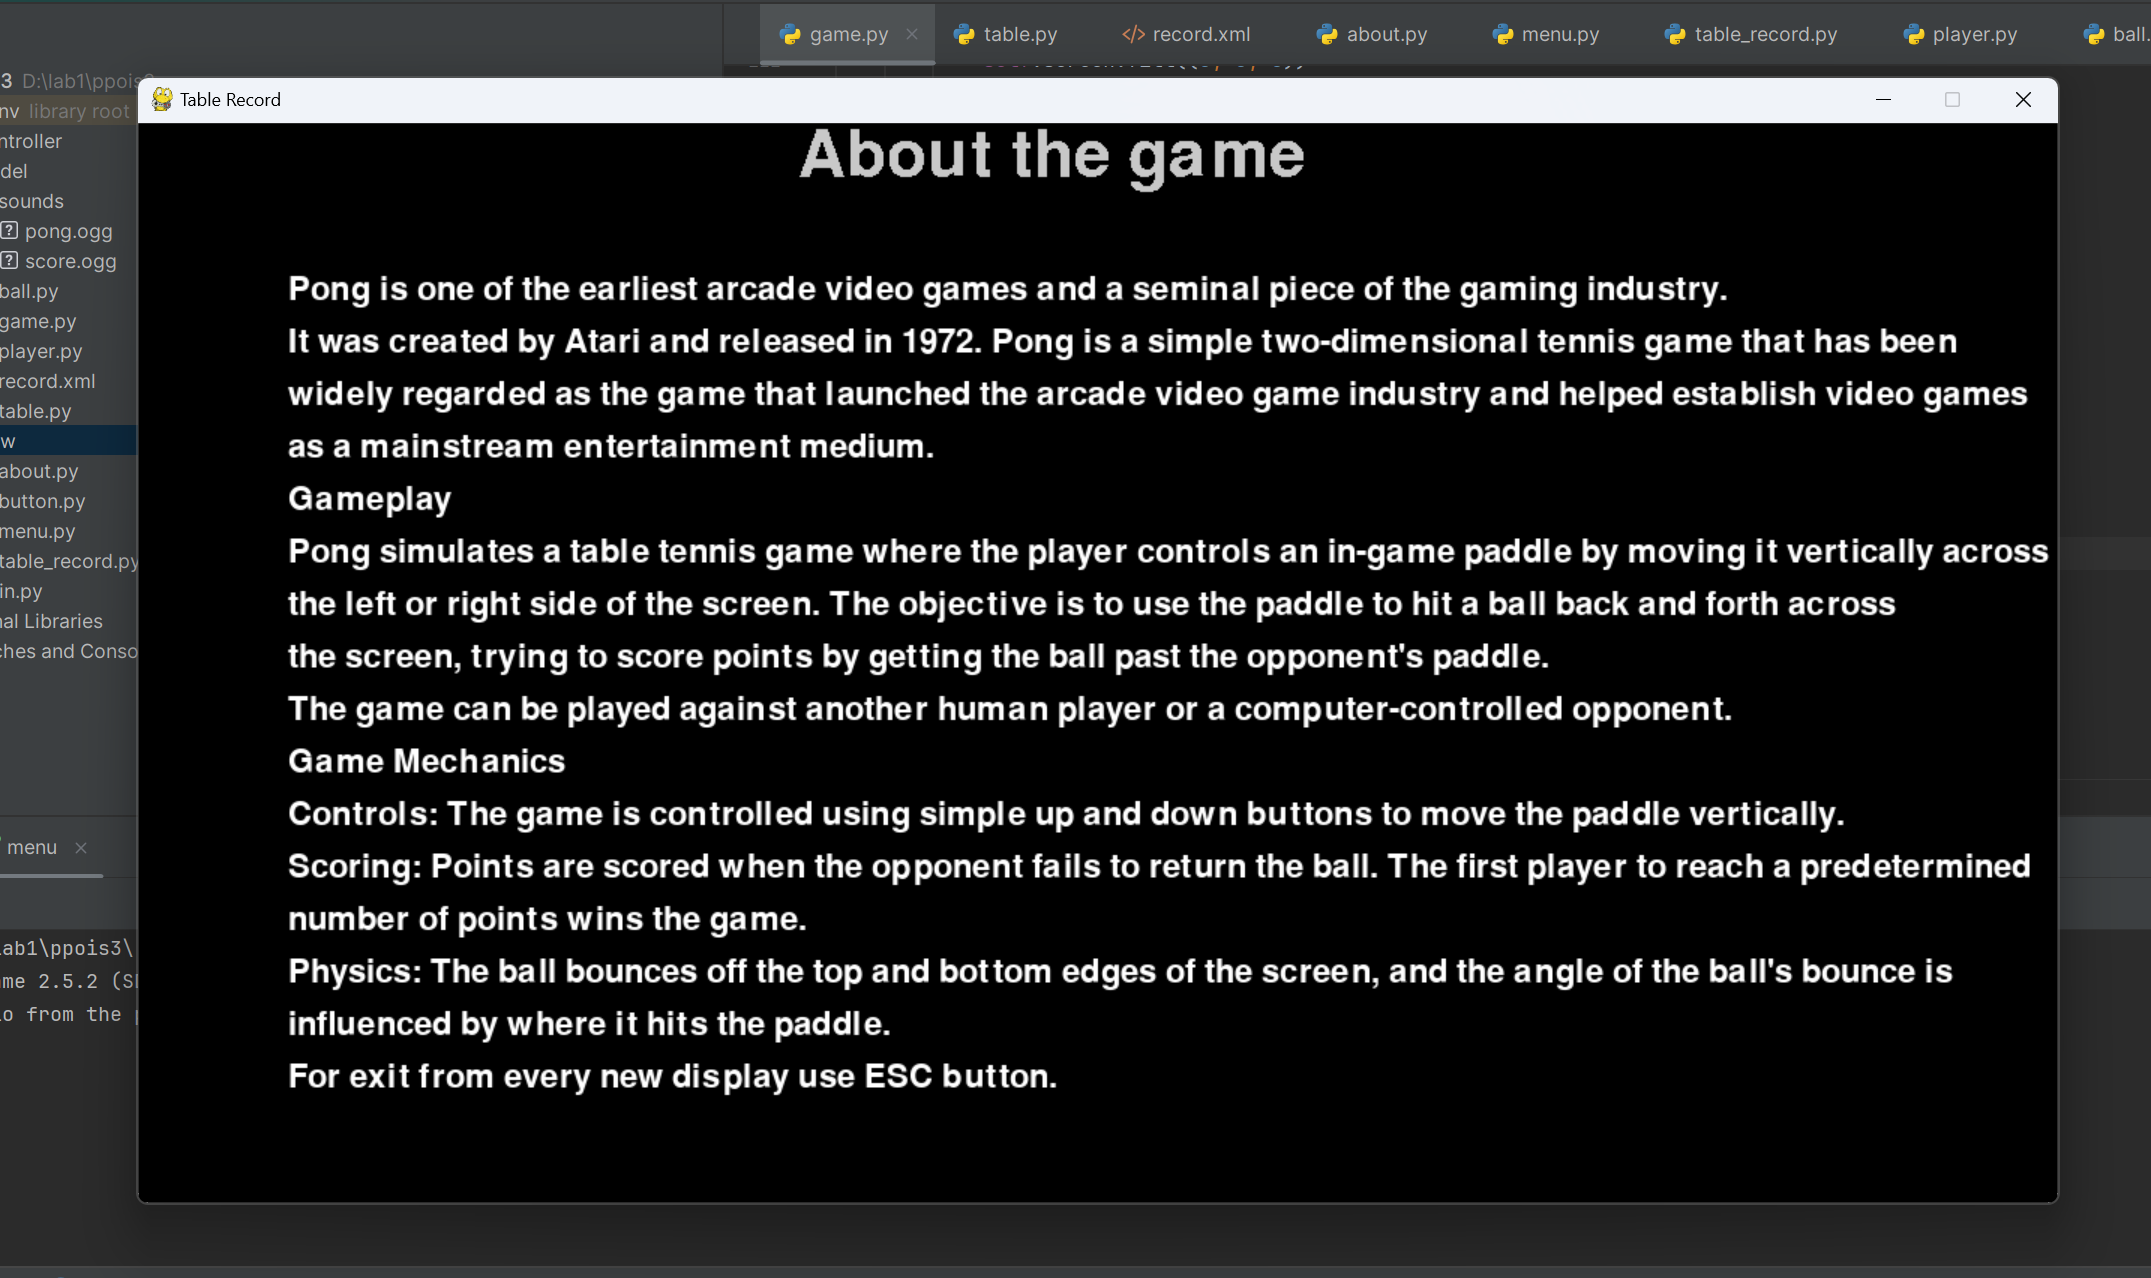 game.py
table.py
record.xml
about.py
menu.py
table_record.py
player.py
ball.
3 D:\lab1\ppois
library root
sounds
pong.ogg
score.ogg
ball.py
game.py
player.py
record.xml
table.py
w
about.py
button.py
menu.py
table_record.py
in.py
al Libraries
ches and Conso
menu
ab1\ppois3\
me 2.5.2 (S
o from the
Table Record
About the game
Pong is one of the earliest arcade video games and a seminal piece of the gaming industry.
It was created by Atari and released in 1972. Pong is a simple two-dimensional tennis game that has been
widely regarded as the game that launched the arcade video game industry and helped establish video games
as a mainstream entertainment medium.
Gameplay
Pong simulates a table tennis game where the player controls an in-game paddle by moving it vertically across
the left or right side of the screen. The objective is to use the paddle to hit a ball back and forth across
the screen, trying to score points by getting the ball past the opponent's paddle.
The game can be played against another human player or a computer-controlled opponent.
Game Mechanics
Controls: The game is controlled using simple up and down buttons to move the paddle vertically.
Scoring: Points are scored when the opponent fails to return the ball. The first player to reach a predetermined
number of points wins the game.
Physics: The ball bounces off the top and bottom edges of the screen, and the angle of the ball's bounce is
influenced by where it hits the paddle.
For exit from every new display use ESC button.